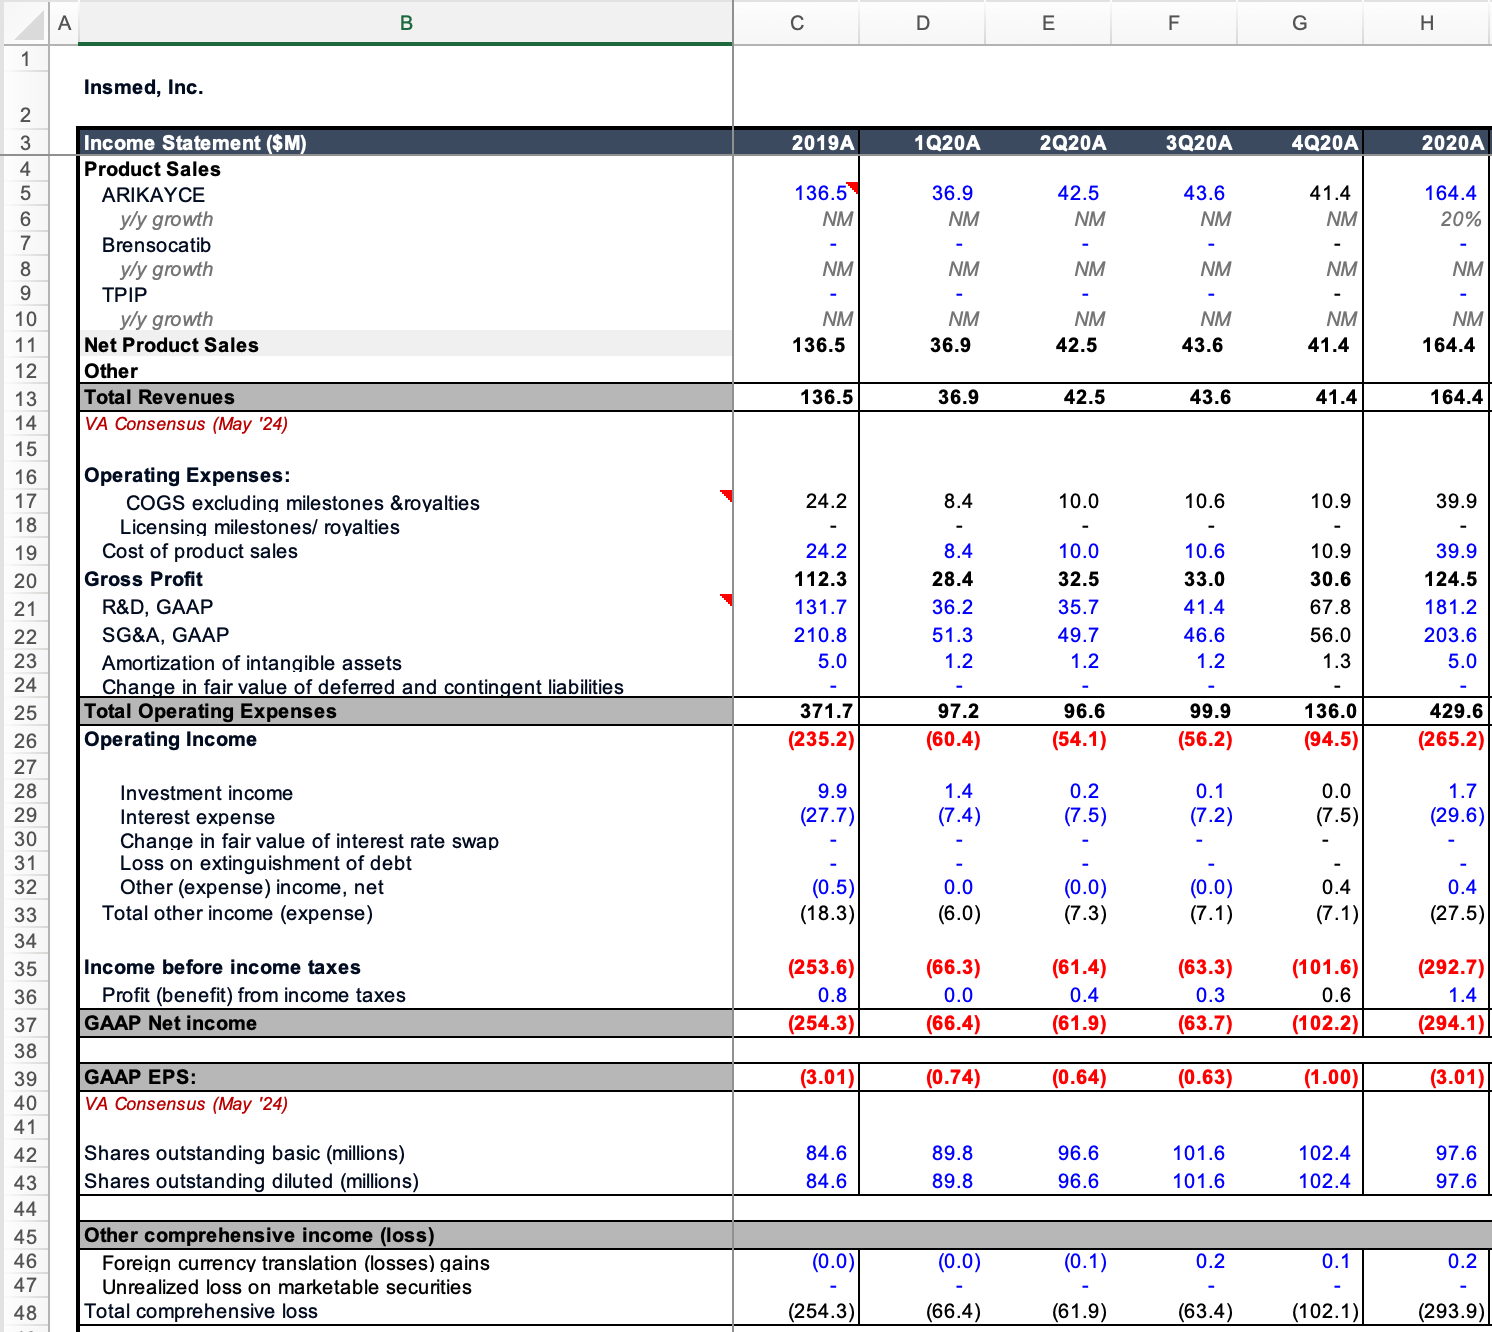 A B C D E F G H
1
Insmed, Inc.
2
3 Income Statement ($M) 2019A 1Q20A 2Q20A 3Q20A 4Q20A 2020A
4 Product Sales
5 ARIKAYCE 136.5 36.9 42.5 43.6 41.4 164.4
6 y/y growth NM NM NM NM NM 20%
7 Brensocatib - - - - - -
8 y/y growth NM NM NM NM NM NM
9 TPIP - - - - - -
10 y/y growth NM NM NM NM NM NM
11 Net Product Sales 136.5 36.9 42.5 43.6 41.4 164.4
12 Other
13 Total Revenues 136.5 36.9 42.5 43.6 41.4 164.4
14 VA Consensus (May '24)
15
16 Operating Expenses:
17 COGS excluding milestones &royalties 24.2 8.4 10.0 10.6 10.9 39.9
18 Licensing milestones/ royalties - - - - - -
19 Cost of product sales 24.2 8.4 10.0 10.6 10.9 39.9
20 Gross Profit 112.3 28.4 32.5 33.0 30.6 124.5
21 R&D, GAAP 131.7 36.2 35.7 41.4 67.8 181.2
22 SG&A, GAAP 210.8 51.3 49.7 46.6 56.0 203.6
23 Amortization of intangible assets 5.0 1.2 1.2 1.2 1.3 5.0
24 Change in fair value of deferred and contingent liabilities - - - - - -
25 Total Operating Expenses 371.7 97.2 96.6 99.9 136.0 429.6
26 Operating Income (235.2) (60.4) (54.1) (56.2) (94.5) (265.2)
27
28 Investment income 9.9 1.4 0.2 0.1 0.0 1.7
29 Interest expense (27.7) (7.4) (7.5) (7.2) (7.5) (29.6)
30 Change in fair value of interest rate swap - - - - - -
31 Loss on extinguishment of debt - - - - - -
32 Other (expense) income, net (0.5) 0.0 (0.0) (0.0) 0.4 0.4
33 Total other income (expense) (18.3) (6.0) (7.3) (7.1) (7.1) (27.5)
34
35 Income before income taxes (253.6) (66.3) (61.4) (63.3) (101.6) (292.7)
36 Profit (benefit) from income taxes 0.8 0.0 0.4 0.3 0.6 1.4
37 GAAP Net income (254.3) (66.4) (61.9) (63.7) (102.2) (294.1)
38
39 GAAP EPS: (3.01) (0.74) (0.64) (0.63) (1.00) (3.01)
40 VA Consensus (May '24)
41
42 Shares outstanding basic (millions) 84.6 89.8 96.6 101.6 102.4 97.6
43 Shares outstanding diluted (millions) 84.6 89.8 96.6 101.6 102.4 97.6
44
45 Other comprehensive income (loss)
46 Foreign currency translation (losses) gains (0.0) (0.0) (0.1) 0.2 0.1 0.2
47 Unrealized loss on marketable securities - - - - - -
48 Total comprehensive loss (254.3) (66.4) (61.9) (63.4) (102.1) (293.9)